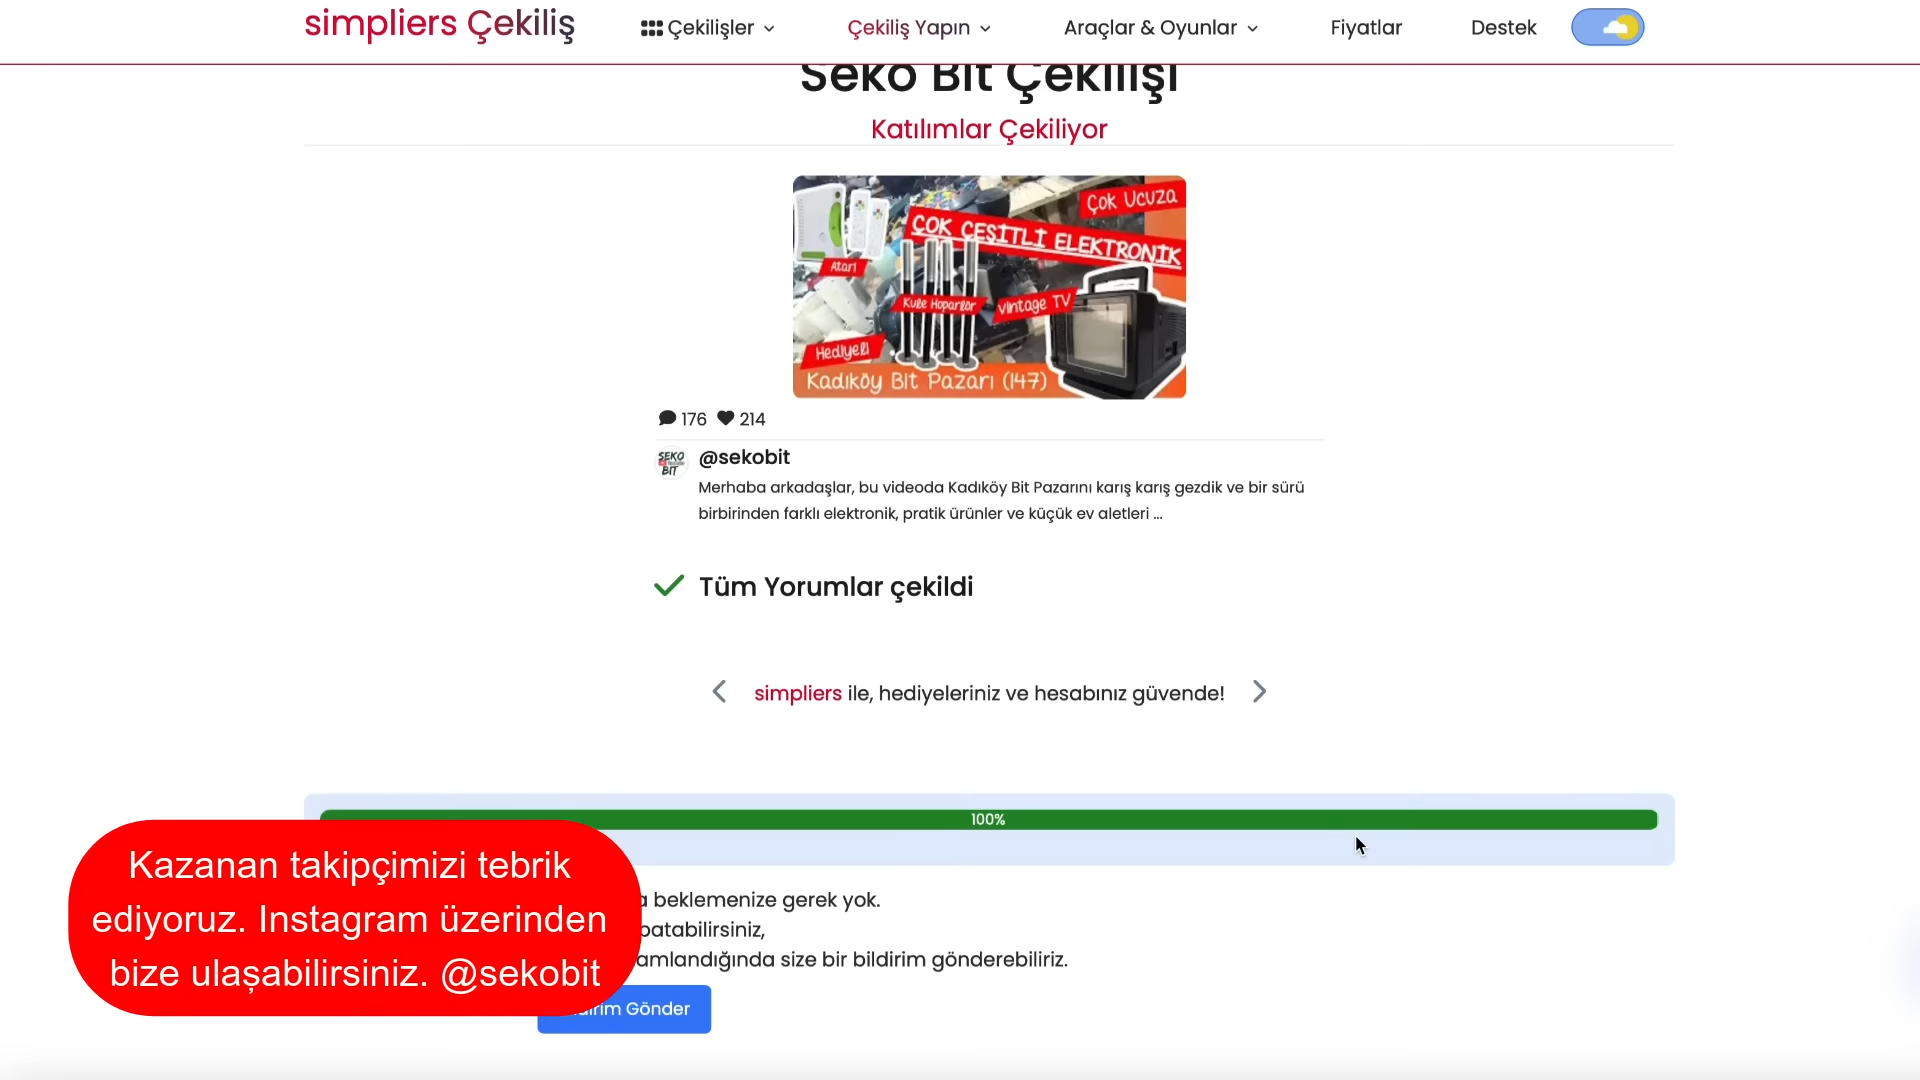 simpliers Çekiliş
Çekilişler
Çekiliş Yapın
Araçlar & Oyunlar
Fiyatlar
Destek
Seko Bit Çekilişi
Katılımlar Çekiliyor
Çok Ucuza
ÇOK ÇEŞİTLİ ELEKTRONİK
Atari
Kule Hoparlör
vintage TV
Hediyeli
Kadıköy Bit Pazarı (147)
176 214
SEKO
BIT
@sekobit
Merhaba arkadaşlar, bu videoda Kadıköy Bit Pazarını karış karış gezdik ve bir sürü
birbirinden farklı elektronik, pratik ürünler ve küçük ev aletleri ...
Tüm Yorumlar çekildi
simpliers ile, hediyeleriniz ve hesabınız güvende!
100%
Kazanan takipçimizi tebrik
ediyoruz. Instagram üzerinden
bize ulaşabilirsiniz. @sekobit
beklemenize gerek yok.
patabilirsiniz,
amlandığında size bir bildirim gönderebiliriz.
dirim Gönder